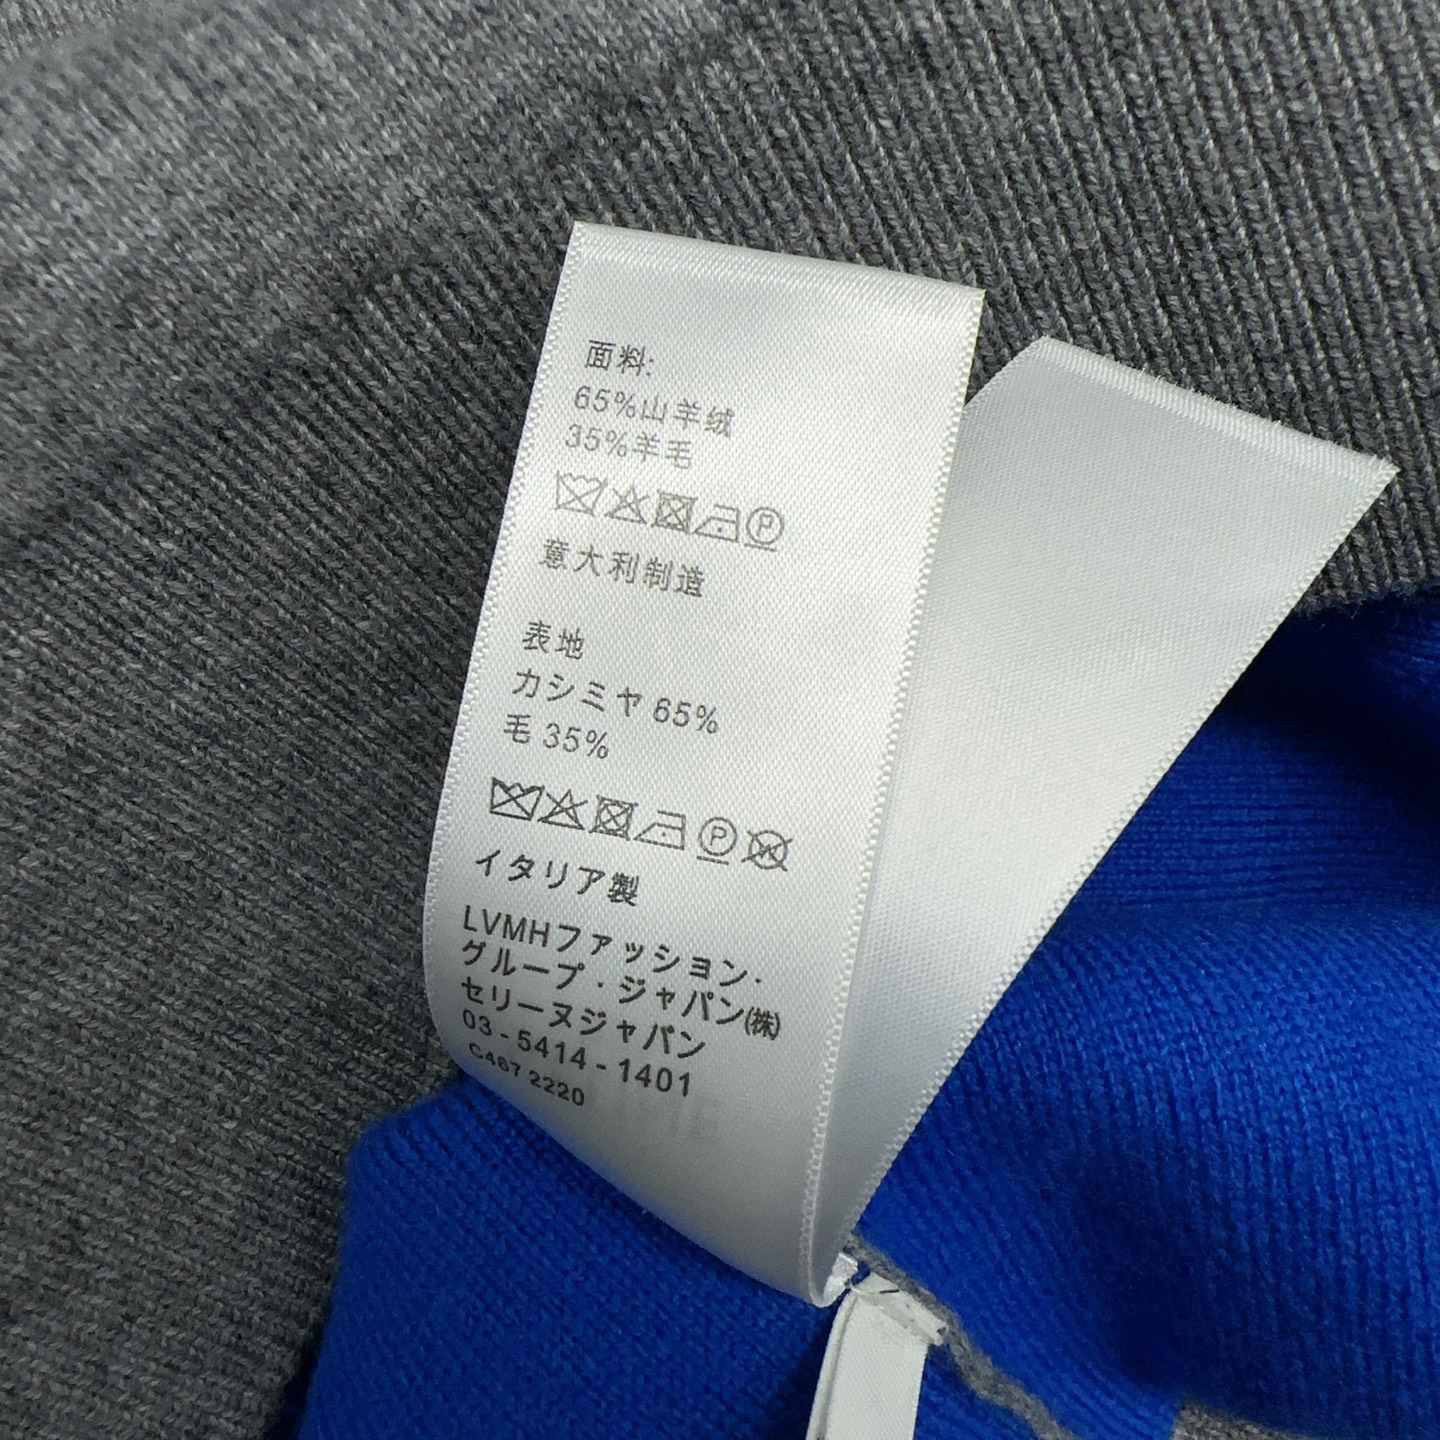 面料:
65%山羊绒
35%羊毛
P
意大利制造
表地
カシミヤ 65%
毛 35%
P W
イタリア製
LVMHファッション・
グループ・ジャパン(株)
セリーヌジャパン
03 - 5414 - 1401
C467 2220